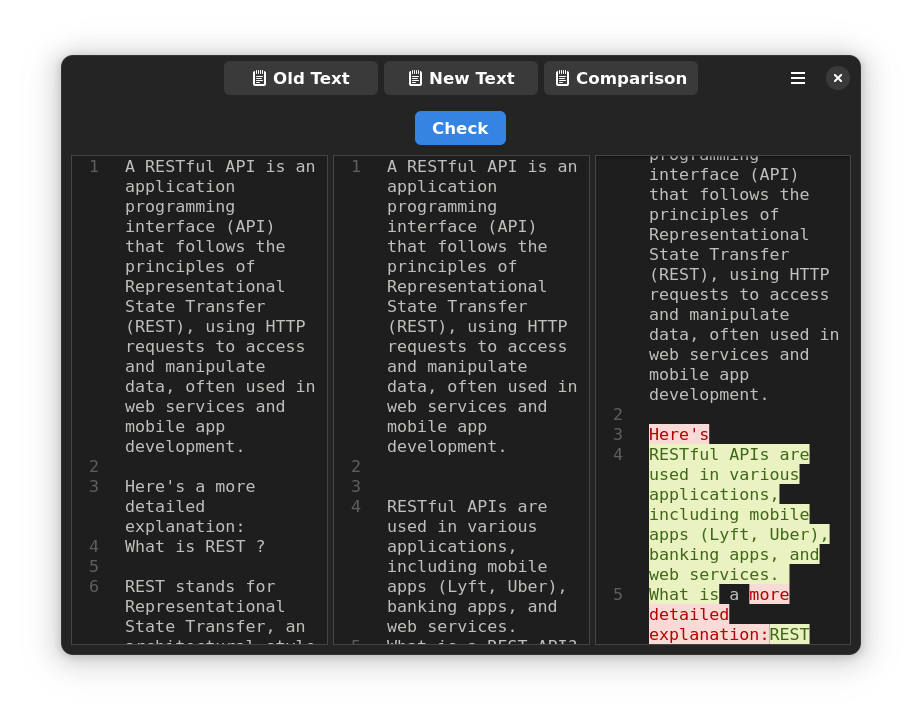 Old Text
New Text
Comparison
Check
1 A RESTful API is an
application
programming
interface (API)
that follows the
principles of
Representational
State Transfer
(REST), using HTTP
requests to access
and manipulate
data, often used in
web services and
mobile app
development.
2
3 Here's a more
detailed
explanation:
4 What is REST ?
5
6 REST stands for
Representational
State Transfer, an
architectural style
1 A RESTful API is an
application
programming
interface (API)
that follows the
principles of
Representational
State Transfer
(REST), using HTTP
requests to access
and manipulate
data, often used in
web services and
mobile app
development.
2
3
4 RESTful APIs are
used in various
applications,
including mobile
apps (Lyft, Uber),
banking apps, and
web services.
5 What is a REST API?
programming
interface (API)
that follows the
principles of
Representational
State Transfer
(REST), using HTTP
requests to access
and manipulate
data, often used in
web services and
mobile app
development.
2
3 Here's
4 RESTful APIs are
used in various
applications,
including mobile
apps (Lyft, Uber),
banking apps, and
web services.
5 What is a more
detailed
explanation:REST